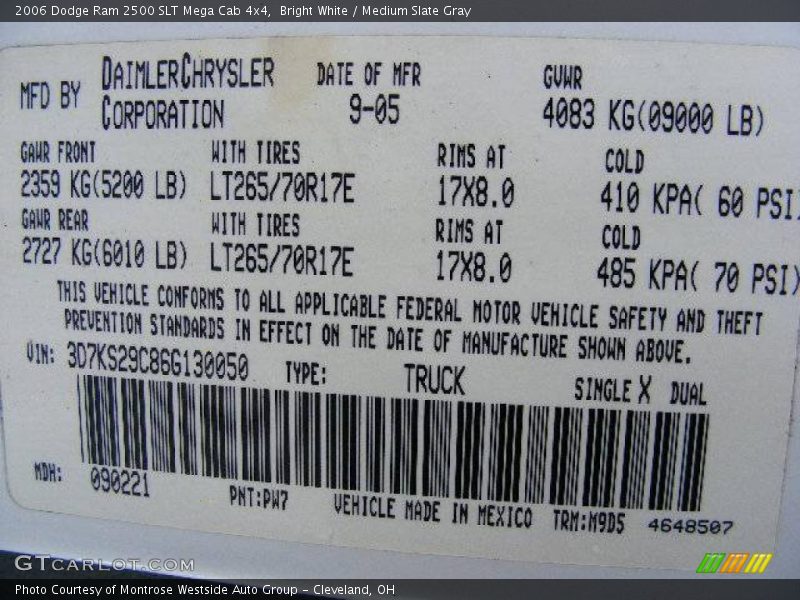 2006 Dodge Ram 2500 SLT Mega Cab 4x4,  Bright White / Medium Slate Gray
MFD BY DAIMLERCHRYSLER CORPORATION
DATE OF MFR 9-05
GVWR 4083 KG(09000 LB)
GAWR FRONT WITH TIRES RIMS AT COLD
2359 KG(5200 LB) LT265/70R17E 17X8.0 410 KPA( 60 PSI)
GAWR REAR WITH TIRES RIMS AT COLD
2727 KG(6010 LB) LT265/70R17E 17X8.0 485 KPA( 70 PSI)
THIS VEHICLE CONFORMS TO ALL APPLICABLE FEDERAL MOTOR VEHICLE SAFETY AND THEFT
PREVENTION STANDARDS IN EFFECT ON THE DATE OF MANUFACTURE SHOWN ABOVE.
VIN: 3D7KS29C86G130050 TYPE: TRUCK SINGLE X DUAL
MDH: 090221 PNT:PW7 VEHICLE MADE IN MEXICO TRM:M9D5 4648507
GTCARLOT.COM
Photo Courtesy of Montrose Westside Auto Group - Cleveland, OH